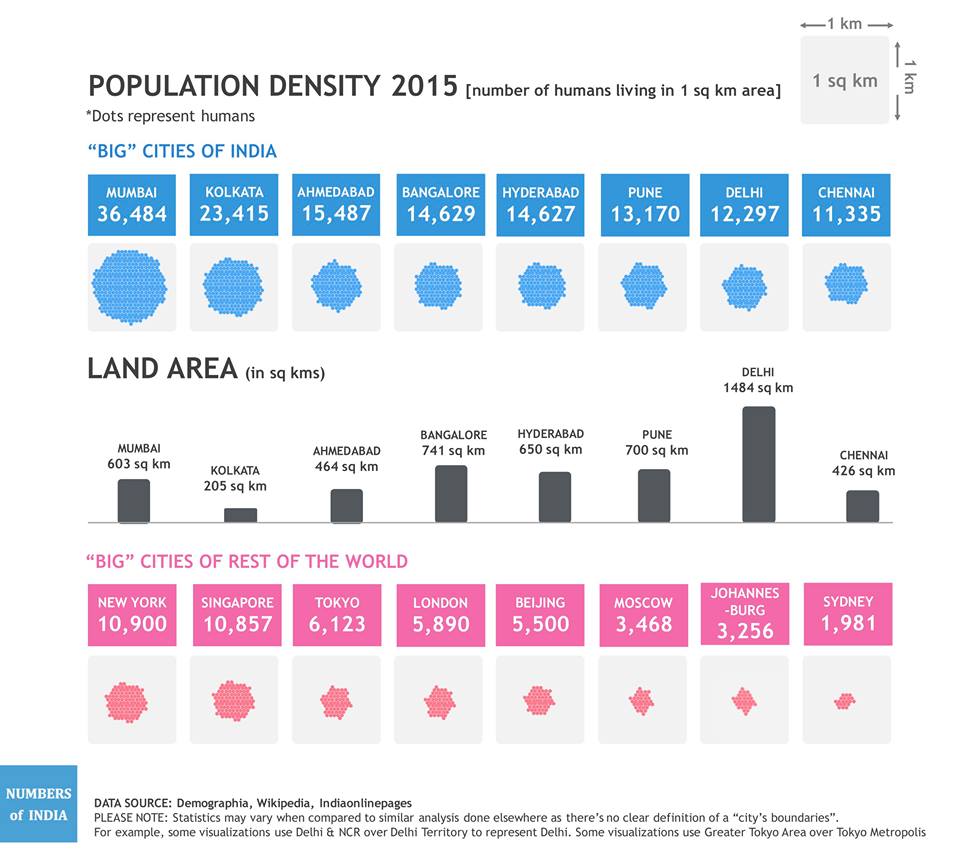 1 km
1 sq km
1 km
POPULATION DENSITY 2015 [number of humans living in 1 sq km area]
*Dots represent humans
“BIG” CITIES OF INDIA
MUMBAI
36,484
KOLKATA
23,415
AHMEDABAD
15,487
BANGALORE
14,629
HYDERABAD
14,627
PUNE
13,170
DELHI
12,297
CHENNAI
11,335
LAND AREA (in sq kms)
MUMBAI
603 sq km
KOLKATA
205 sq km
AHMEDABAD
464 sq km
BANGALORE
741 sq km
HYDERABAD
650 sq km
PUNE
700 sq km
DELHI
1484 sq km
CHENNAI
426 sq km
“BIG” CITIES OF REST OF THE WORLD
NEW YORK
10,900
SINGAPORE
10,857
TOKYO
6,123
LONDON
5,890
BEIJING
5,500
MOSCOW
3,468
JOHANNES
-BURG
3,256
SYDNEY
1,981
NUMBERS
of INDIA
DATA SOURCE: Demographia, Wikipedia, Indiaonlinepages
PLEASE NOTE: Statistics may vary when compared to similar analysis done elsewhere as there’s no clear definition of a “city’s boundaries”.
For example, some visualizations use Delhi & NCR over Delhi Territory to represent Delhi. Some visualizations use Greater Tokyo Area over Tokyo Metropolis